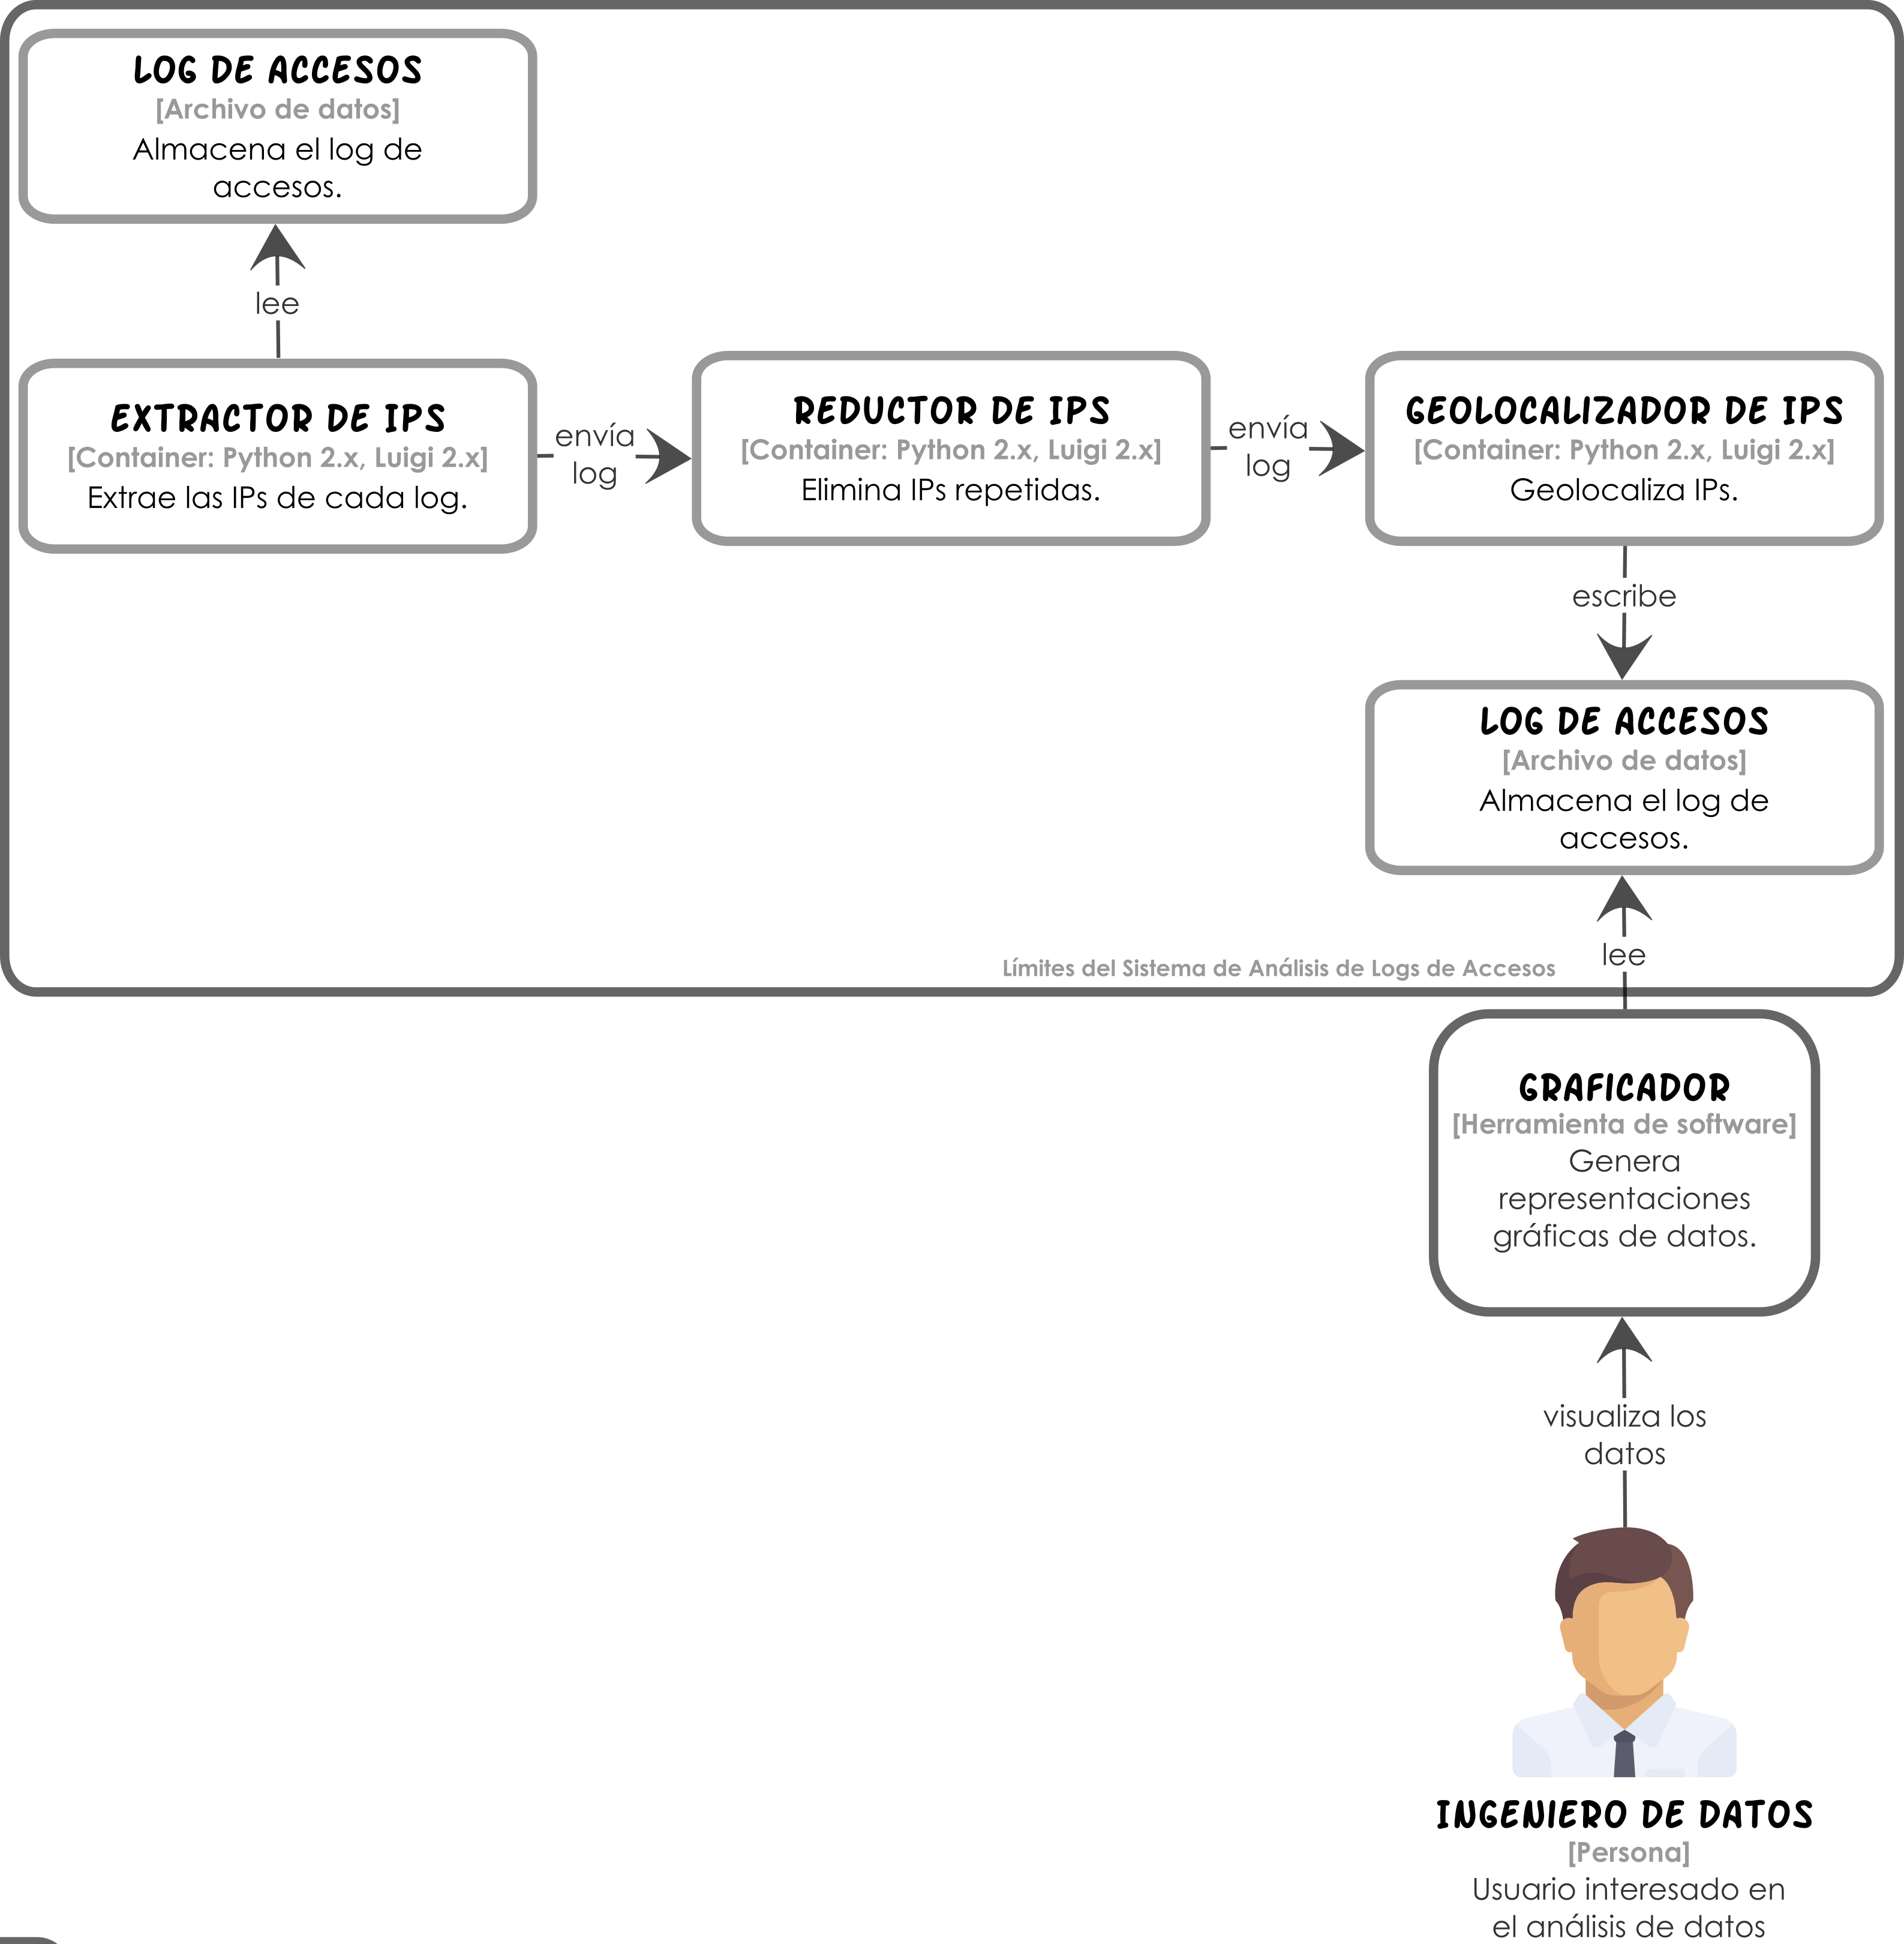 LOG DE ACCESOS
[Archivo de datos]
Almacena el log de
accesos.
lee
EXTRACTOR DE IPS
[Container: Python 2.x, Luigi 2.x]
Extrae las IPs de cada log.
envía
log
REDUCTOR DE IPS
[Container: Python 2.x, Luigi 2.x]
Elimina IPs repetidas.
envía
log
GEOLOCALIZADOR DE IPS
[Container: Python 2.x, Luigi 2.x]
Geolocaliza IPs.
escribe
LOG DE ACCESOS
[Archivo de datos]
Almacena el log de
accesos.
lee
Límites del Sistema de Análisis de Logs de Accesos
GRAFICADOR
[Herramienta de software]
Genera
representaciones
gráficas de datos.
visualiza los
datos
INGENIERO DE DATOS
[Persona]
Usuario interesado en
el análisis de datos